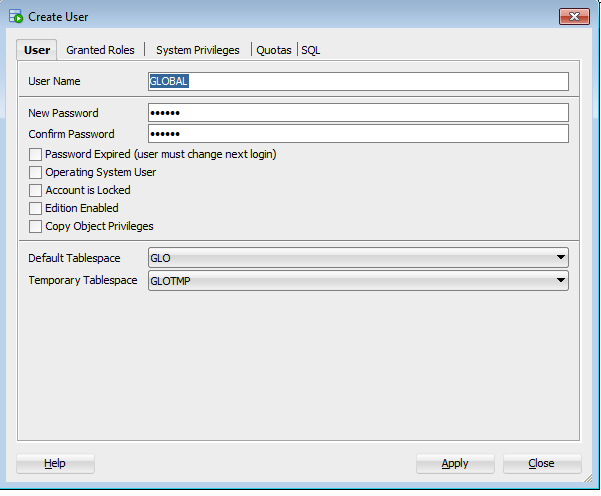 Create User
User Granted Roles System Privileges Quotas SQL
User Name GLOBAL
New Password ••••••
Confirm Password ••••••
Password Expired (user must change next login)
Operating System User
Account is Locked
Edition Enabled
Copy Object Privileges
Default Tablespace GLO
Temporary Tablespace GLOTMP
Help Apply Close